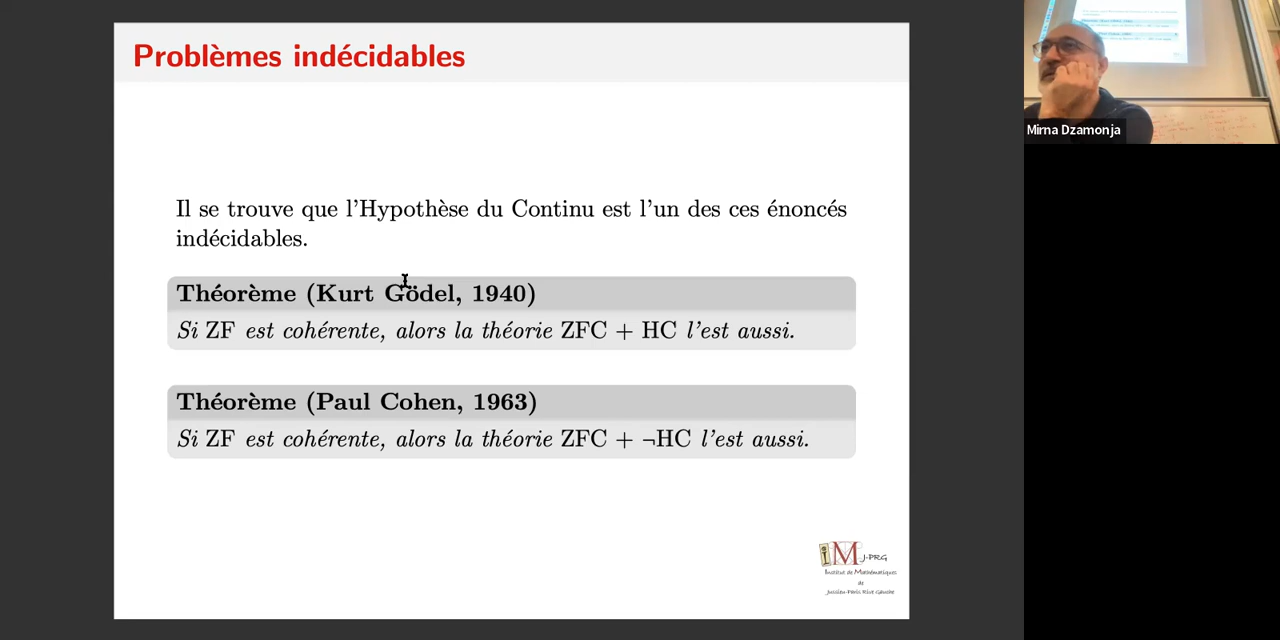 Problèmes indécidables
Il se trouve que l'Hypothèse du Continu est l'un des ces énoncés
indécidables.
Théorème (Kurt Gödel, 1940)
Si ZF est cohérente, alors la théorie ZFC + HC l'est aussi.
Théorème (Paul Cohen, 1963)
Si ZF est cohérente, alors la théorie ZFC + ¬HC l'est aussi.
iMJ-PRG
Institut de Mathématiques
de
Jussieu-Paris Rive Gauche
Mirna Dzamonja